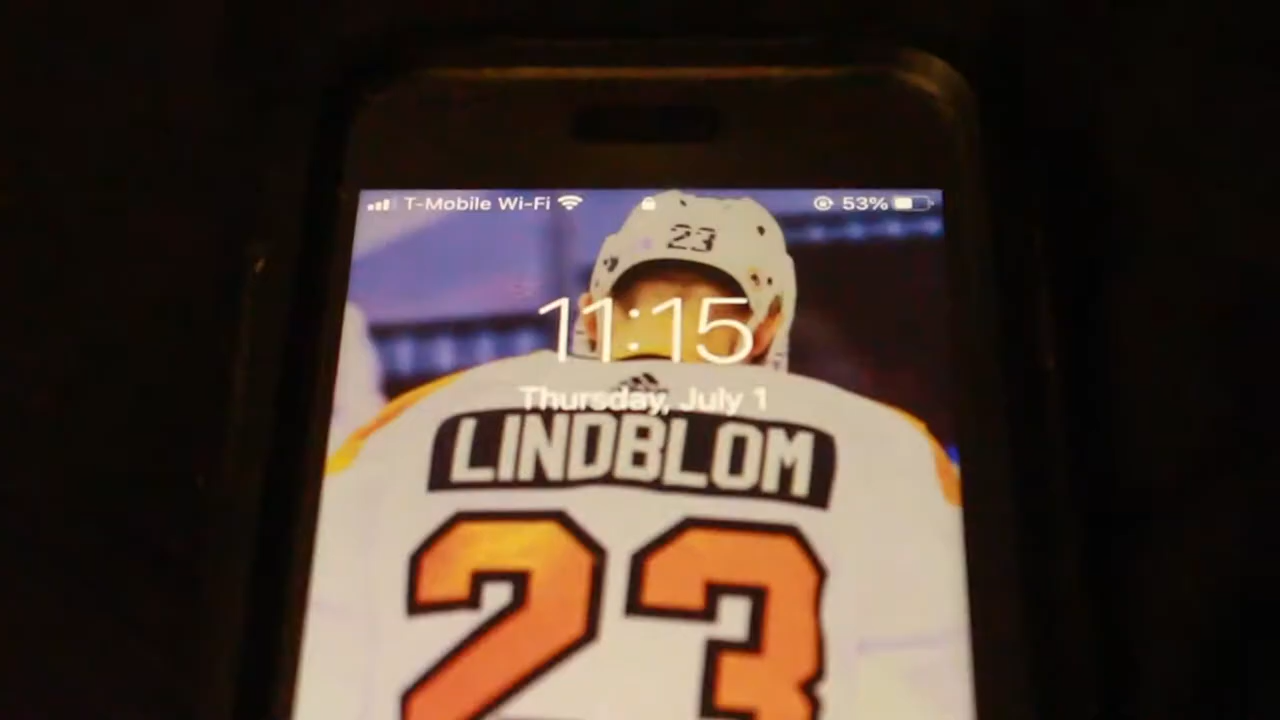 T-Mobile Wi-Fi 53%
23
11:15
Thursday, July 1
LINDBLOM
23